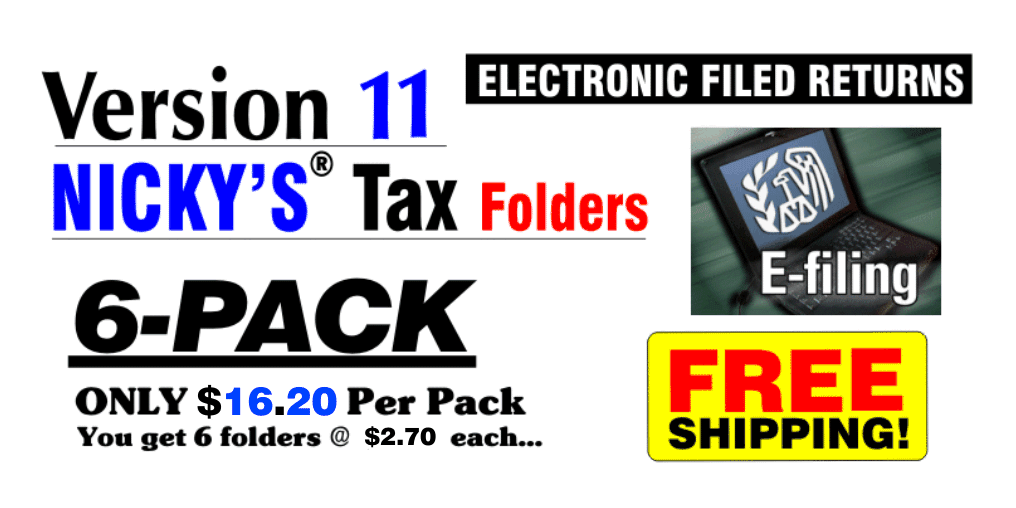 Version 11
ELECTRONIC FILED RETURNS
NICKY'S® Tax Folders
E-filing
6-PACK
ONLY $16.20 Per Pack
You get 6 folders @ $2.70 each...
FREE
SHIPPING!